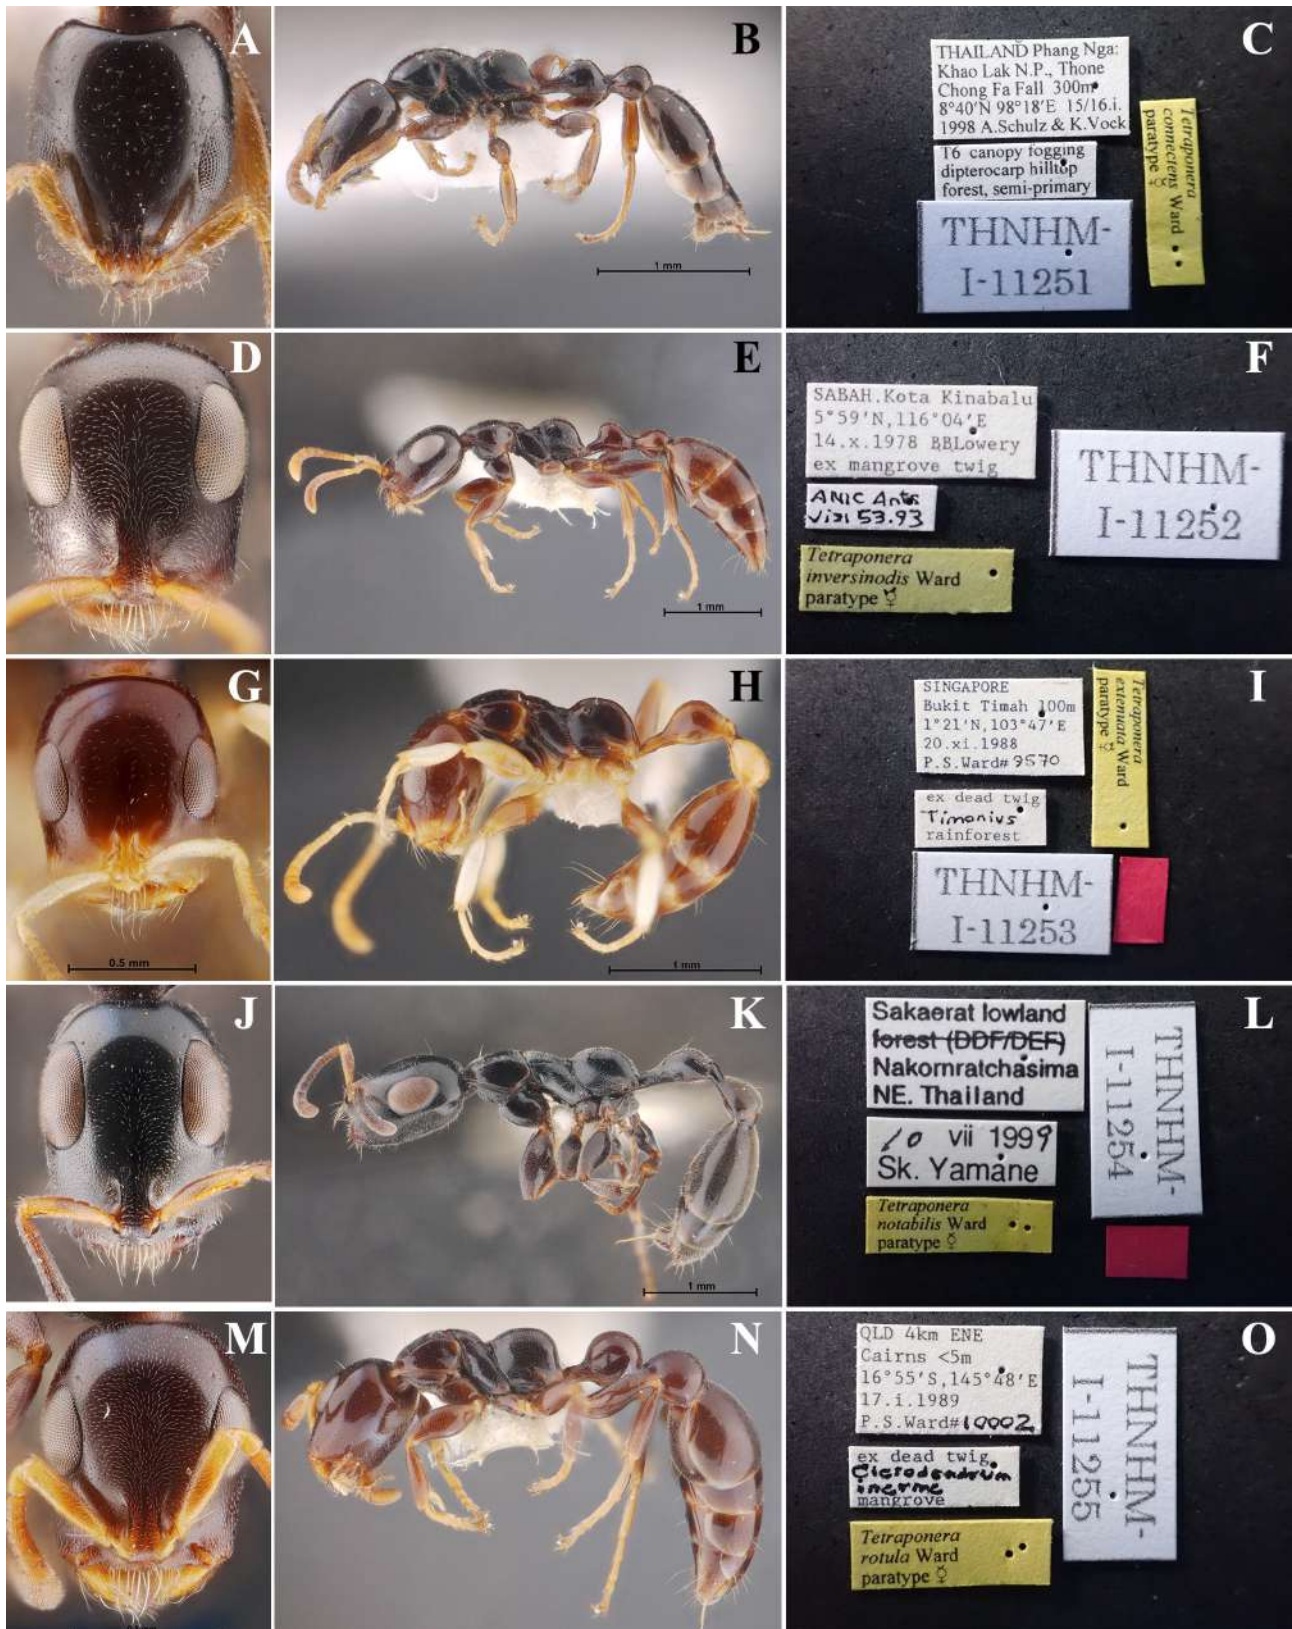 A
B
1 mm
C
THAILAND Phang Nga:
Khao Lak N.P., Thone
Chong Fa Fall 300m
8°40'N 98°18'E 15/16.i.
1998 A.Schulz & K.Vock
T6 canopy fogging
dipterocarp hilltop
forest, semi-primary
THNHM-
I-11251
Tetraponera
connectens Ward
paratype ☿
D
E
1 mm
F
SABAH.Kota Kinabalu
5°59'N,116°04'E
14.x.1978 BBLowery
ex mangrove twig
ANIC Ants
Vial 53.93
Tetraponera
inversinodis Ward
paratype ☿
THNHM-
I-11252
G
0.5 mm
H
1 mm
I
SINGAPORE
Bukit Timah 100m
1°21'N,103°47'E
20.xi.1988
P.S.Ward# 9570
ex dead twig
Timonius
rainforest
THNHM-
I-11253
Tetraponera
extenuata Ward
paratype ☿
J
K
1 mm
L
Sakaerat lowland
forest (DDF/DEF)
Nakornratchasima
NE. Thailand
10 vii 1999
Sk. Yamane
Tetraponera
notabilis Ward
paratype ☿
THNHM-
I-11254
M
N
O
QLD 4km ENE
Cairns <5m
16°55'S,145°48'E
17.i.1989
P.S.Ward#10002
ex dead twig
Clerodendrum
inerme
mangrove
Tetraponera
rotula Ward
paratype ☿
THNHM-
I-11255